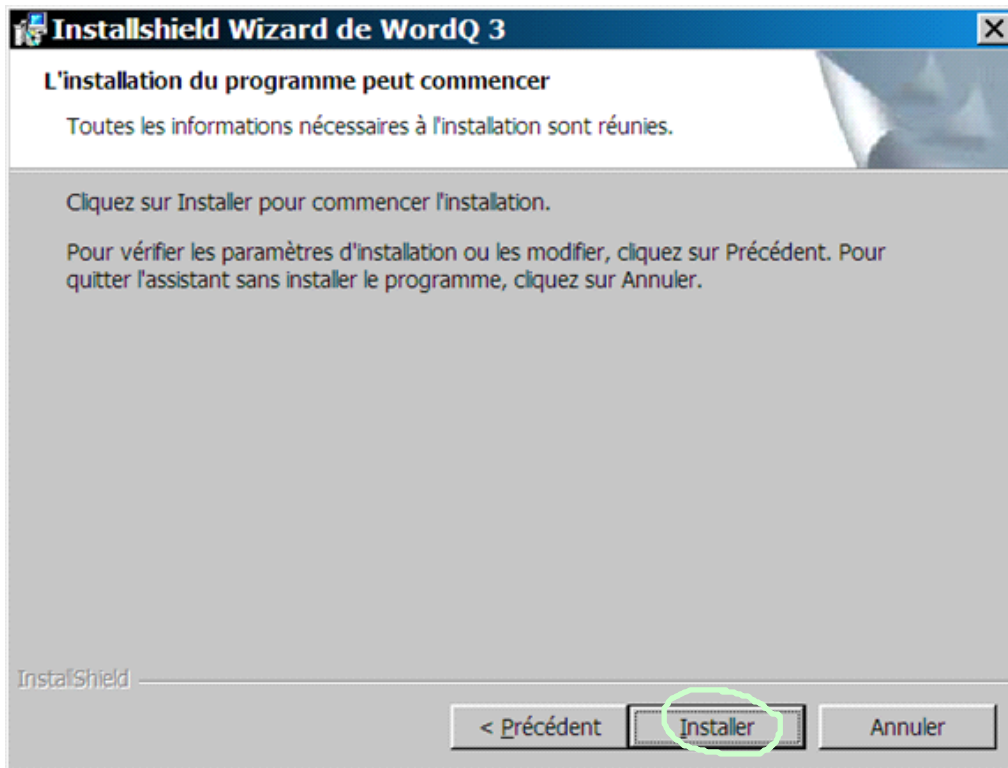 Installshield Wizard de WordQ 3
L'installation du programme peut commencer
Toutes les informations nécessaires à l'installation sont réunies.
Cliquez sur Installer pour commencer l'installation.
Pour vérifier les paramètres d'installation ou les modifier, cliquez sur Précédent. Pour
quitter l'assistant sans installer le programme, cliquez sur Annuler.
InstallShield
< Précédent Installer Annuler